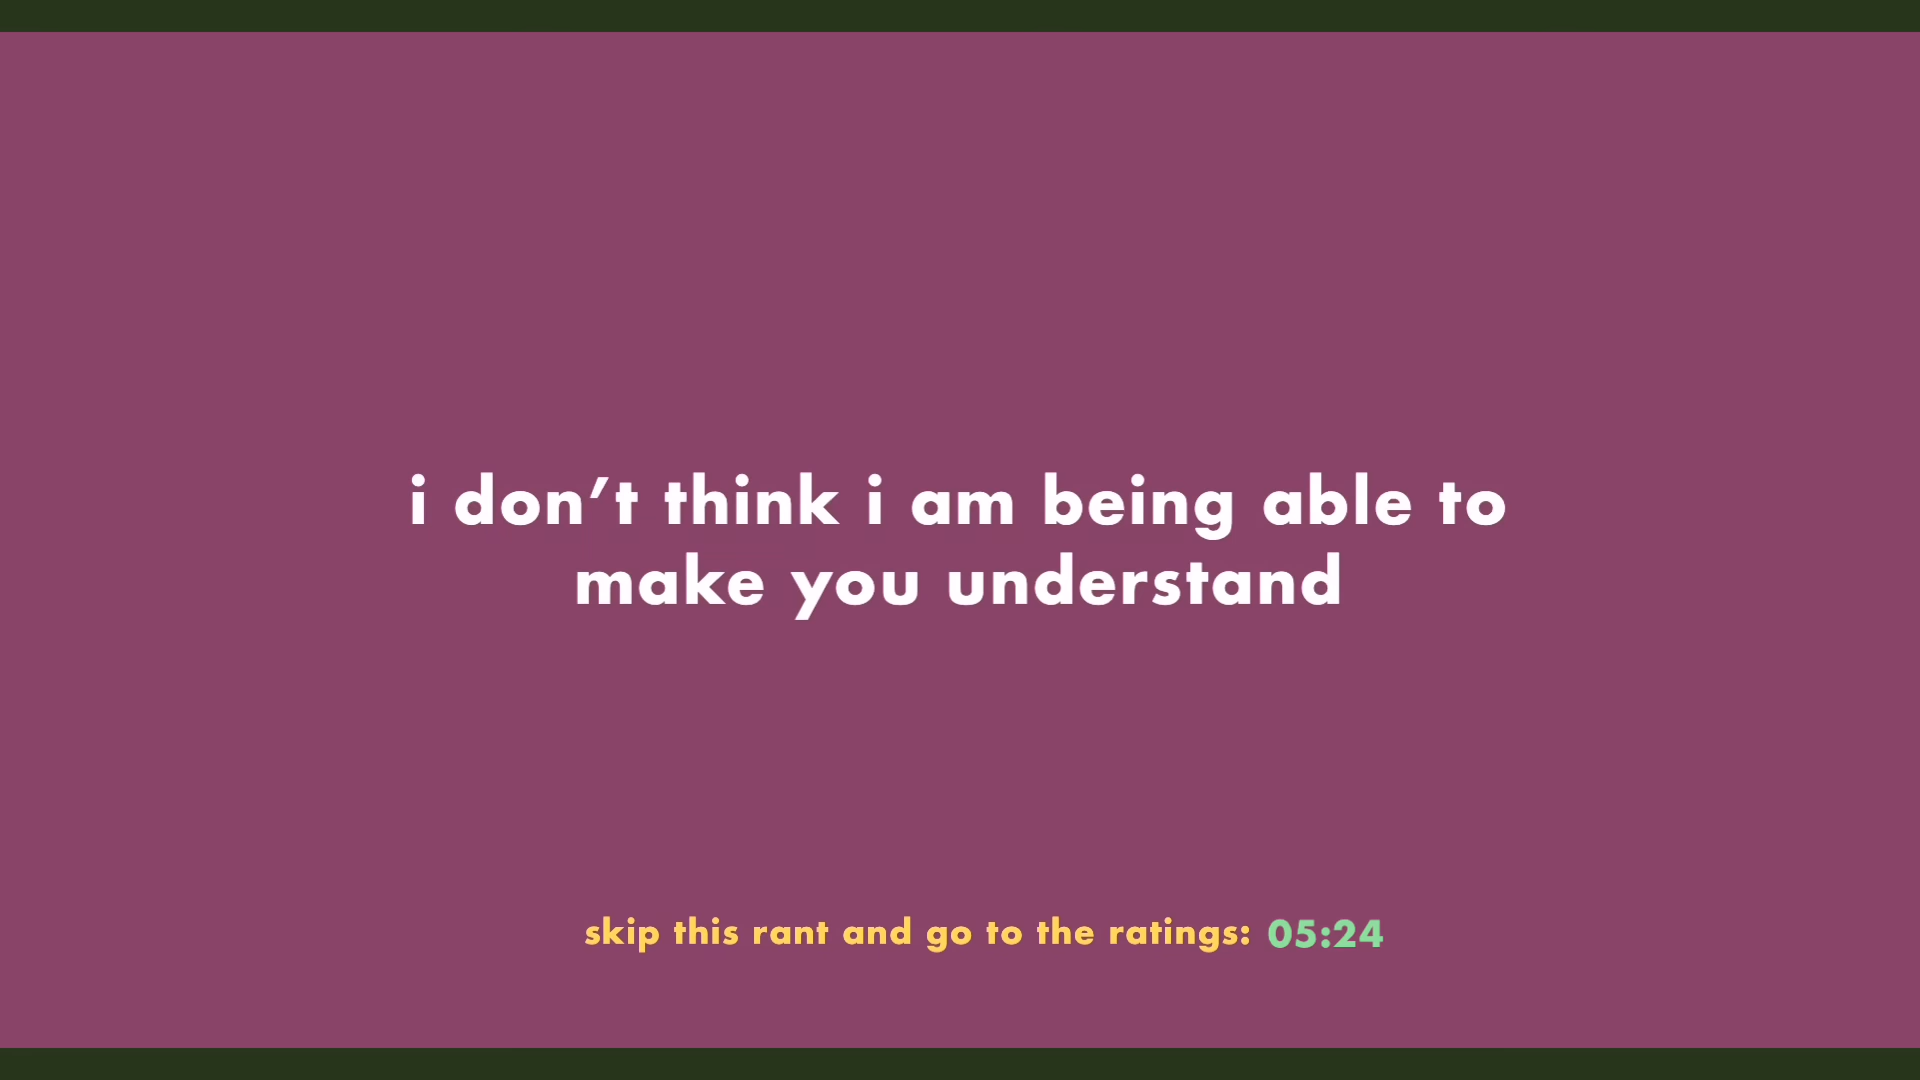 i don’t think i am being able to
make you understand
skip this rant and go to the ratings: 05:24